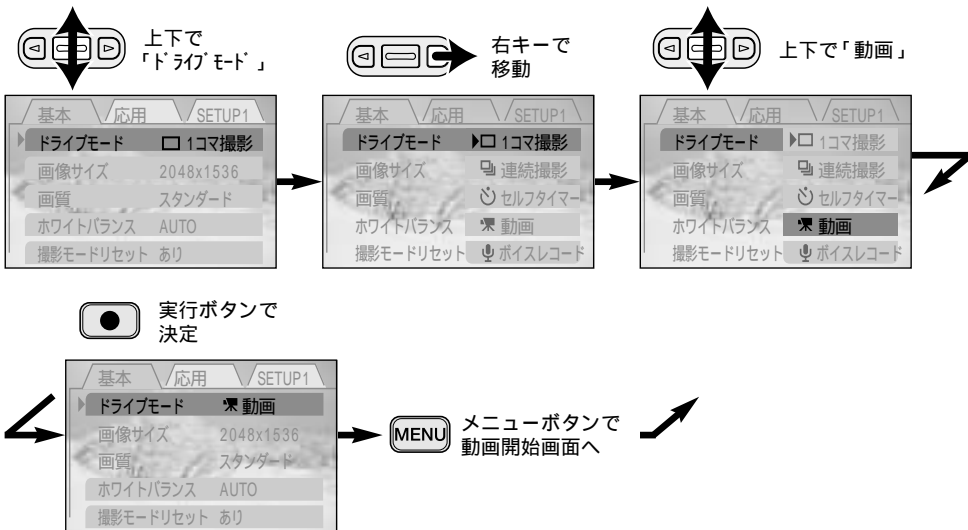 上下で
「ドライブモード」
右キーで
移動
上下で「動画」
基本 応用 SETUP1
ドライブモード 1コマ撮影
画像サイズ 2048x1536
画質 スタンダード
ホワイトバランス AUTO
撮影モードリセット あり
基本 応用 SETUP1
ドライブモード 1コマ撮影
画像サイズ 連続撮影
画質 セルフタイマー
ホワイトバランス 動画
撮影モードリセット ボイスレコード
基本 応用 SETUP1
ドライブモード 1コマ撮影
画像サイズ 連続撮影
画質 セルフタイマー
ホワイトバランス 動画
撮影モードリセット ボイスレコード
実行ボタンで
決定
基本 応用 SETUP1
ドライブモード 動画
画像サイズ 2048x1536
画質 スタンダード
ホワイトバランス AUTO
撮影モードリセット あり
MENU
メニューボタンで
動画開始画面へ